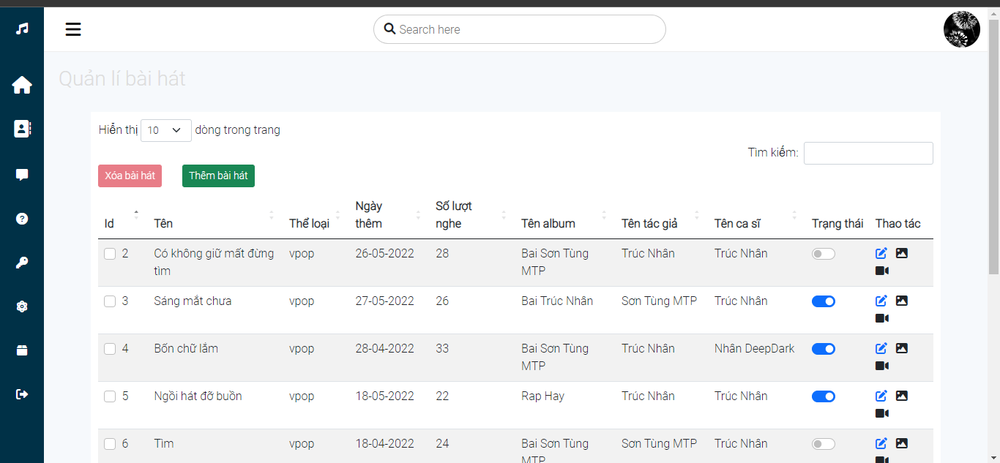 Search here
Quản lí bài hát
Hiển thị 10 dòng trong trang
Tìm kiếm:
Xóa bài hát Thêm bài hát
Id Tên Thể loại Ngày thêm Số lượt nghe Tên album Tên tác giả Tên ca sĩ Trạng thái Thao tác
2 Có không giữ mất đừng tìm vpop 26-05-2022 28 Bai Sơn Tùng MTP Trúc Nhân Trúc Nhân
3 Sáng mắt chưa vpop 27-05-2022 26 Bai Trúc Nhân Sơn Tùng MTP Trúc Nhân
4 Bốn chữ lắm vpop 28-04-2022 33 Bai Sơn Tùng MTP Trúc Nhân Nhân DeepDark
5 Ngồi hát đỡ buồn vpop 18-05-2022 22 Rap Hay Trúc Nhân Trúc Nhân
6 Tìm vpop 18-04-2022 24 Bai Sơn Tùng MTP Sơn Tùng MTP Trúc Nhân